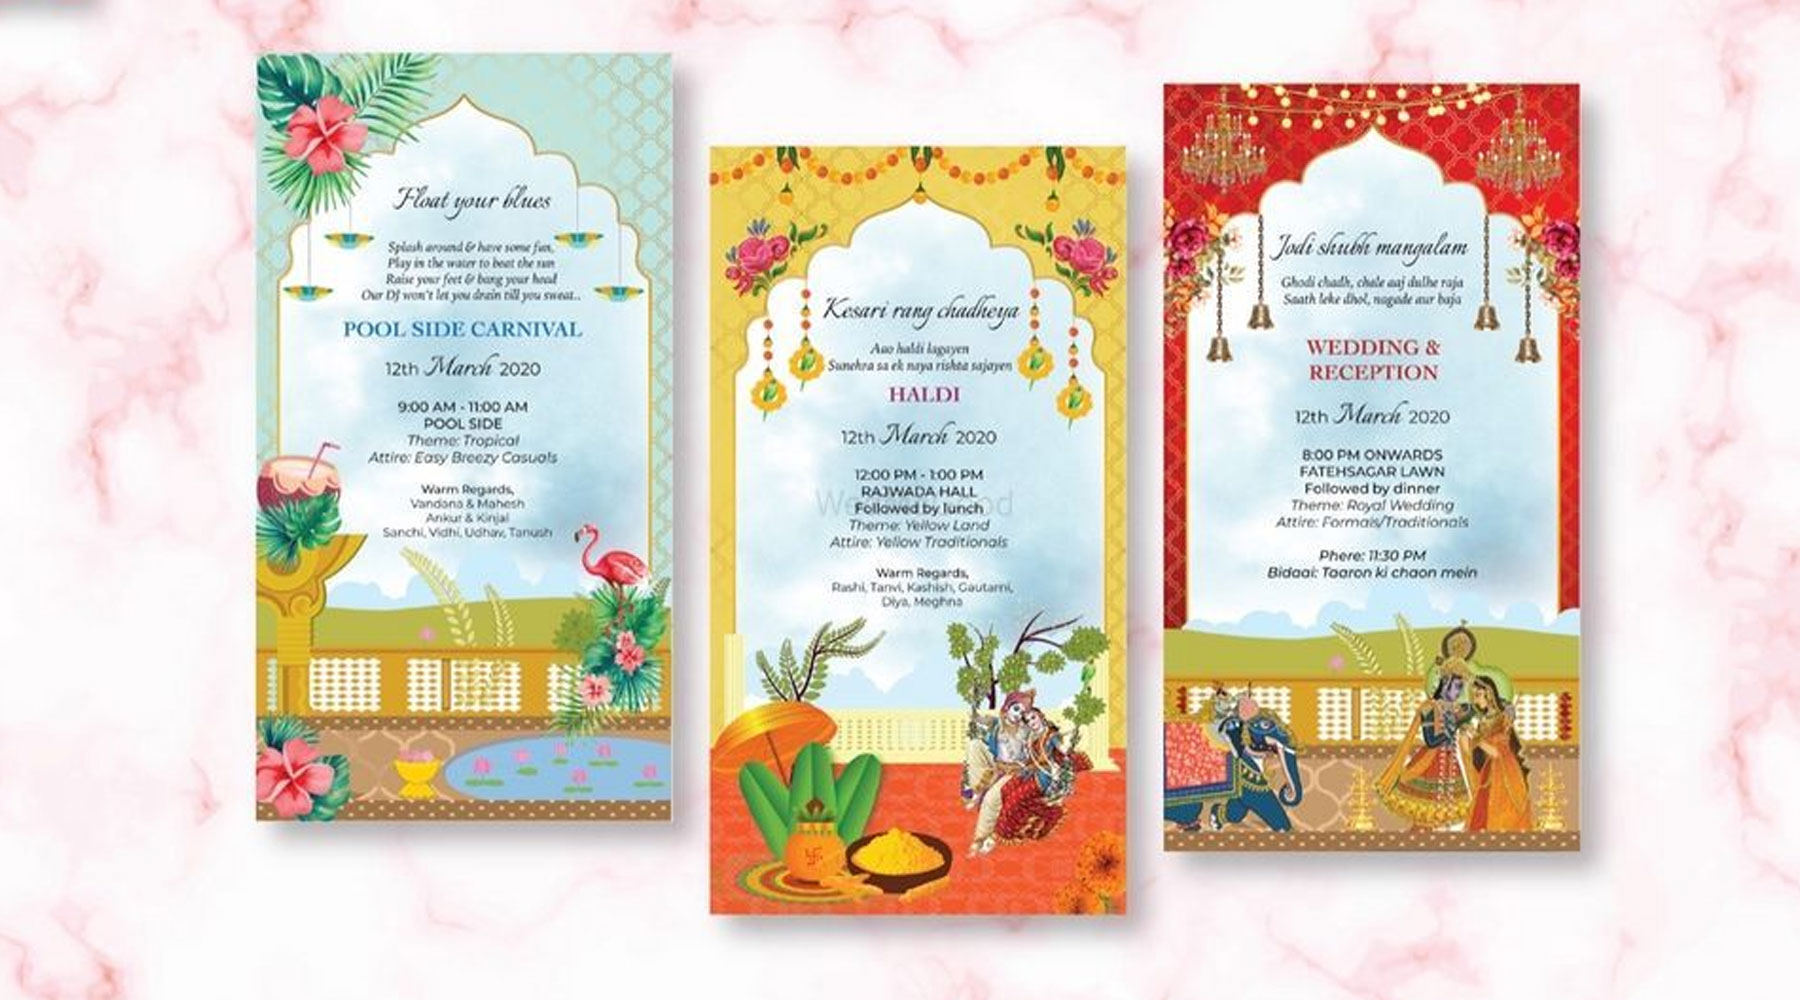 Float your blues
Splash around & have some fun,
Play in the water to beat the sun
Raise your feet & bang your head
Our DJ won't let you drain till you sweat..
POOL SIDE CARNIVAL
12th March 2020
9:00 AM - 11:00 AM
POOL SIDE
Theme: Tropical
Attire: Easy Breezy Casuals
Warm Regards,
Vandana & Mahesh
Ankur & Kinjal
Sanchi, Vidhi, Udhav, Tanush
Kesari rang chadheya
Aao haldi lagayen
Sunehra sa ek naya rishta sajayen
HALDI
12th March 2020
12:00 PM - 1:00 PM
RAJWADA HALL
Followed by lunch
Theme: Yellow Land
Attire: Yellow Traditionals
Warm Regards,
Rashi, Tanvi, Kashish, Gautami,
Diya, Meghna
Jodi shubh mangalam
Ghodi chadh, chale aaj dulhe raja
Saath leke dhol, nagade aur baja
WEDDING &
RECEPTION
12th March 2020
8:00 PM ONWARDS
FATEHSAGAR LAWN
Followed by dinner
Theme: Royal Wedding
Attire: Formals/Traditionals
Phere: 11:30 PM
Bidaai: Taaron ki chaon mein